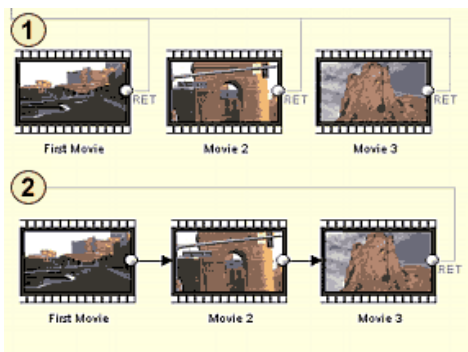 1
RET RET RET
First Movie Movie 2 Movie 3
2
RET
First Movie Movie 2 Movie 3